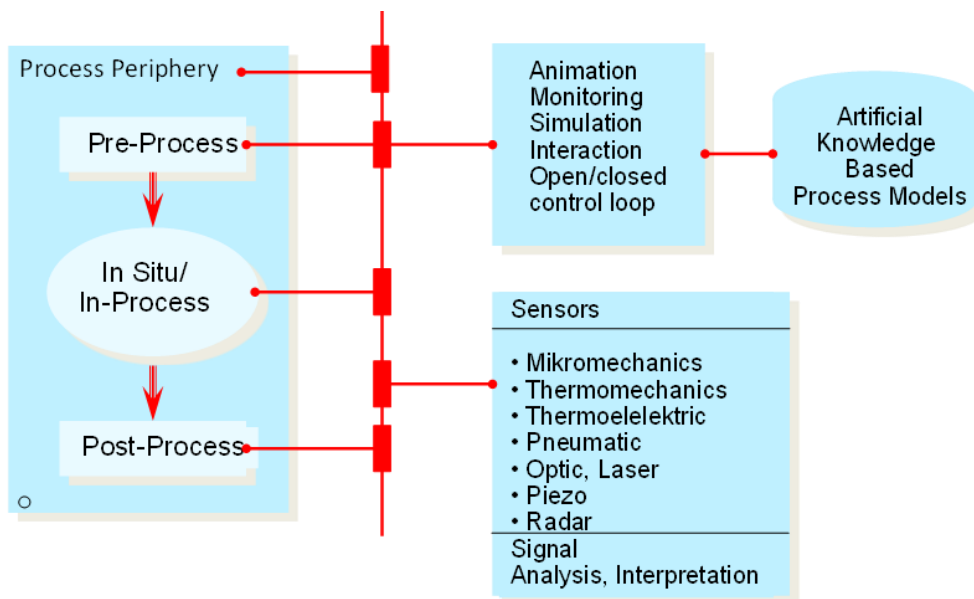 Process Periphery
Pre-Process
In Situ/
In-Process
Post-Process
Animation
Monitoring
Simulation
Interaction
Open/closed
control loop
Artificial
Knowledge
Based
Process Models
Sensors
• Mikromechanics
• Thermomechanics
• Thermoelelektric
• Pneumatic
• Optic, Laser
• Piezo
• Radar
Signal
Analysis, Interpretation